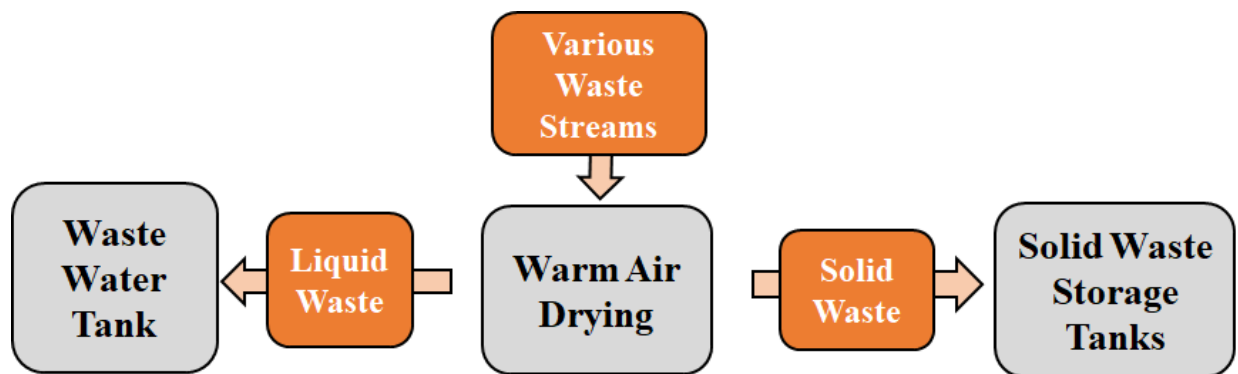 Various
Waste
Streams
Waste
Water
Tank
Liquid
Waste
Warm Air
Drying
Solid
Waste
Solid Waste
Storage
Tanks